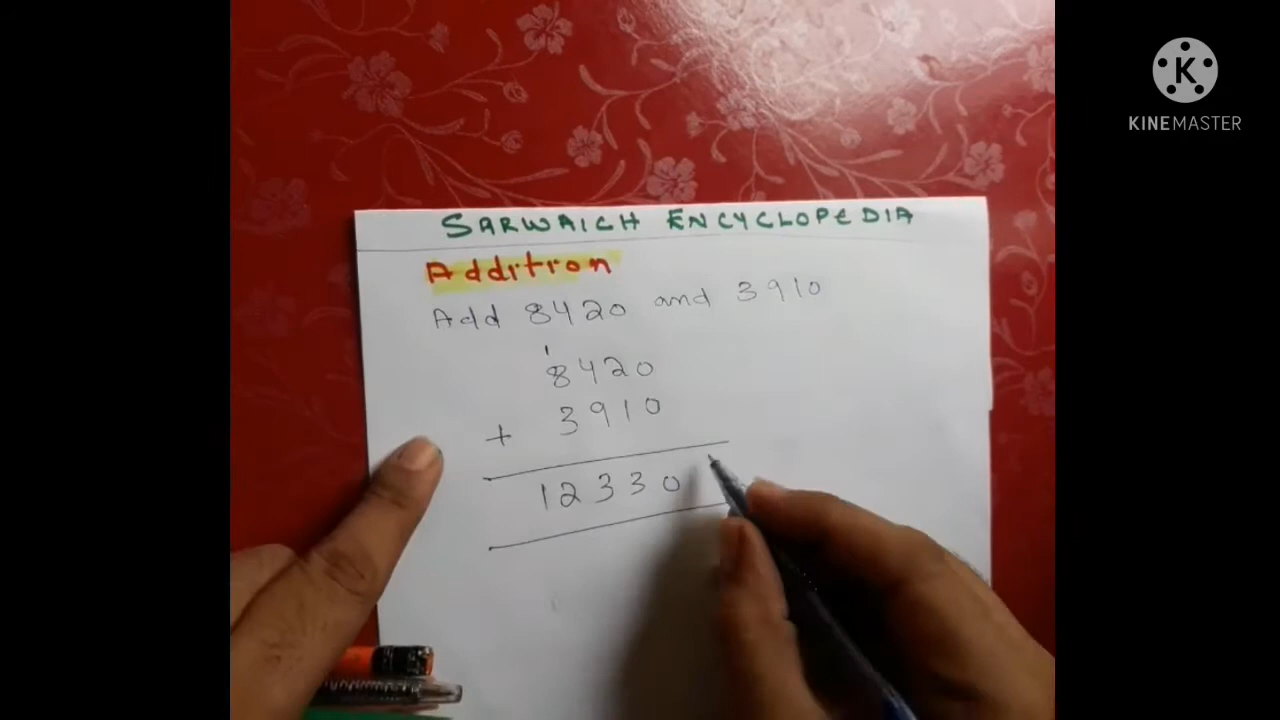 K
KINEMASTER
SARWAICH ENCYCLOPEDIA
Addition
Add 8420 and 3910
1
8420
+ 3910
12330